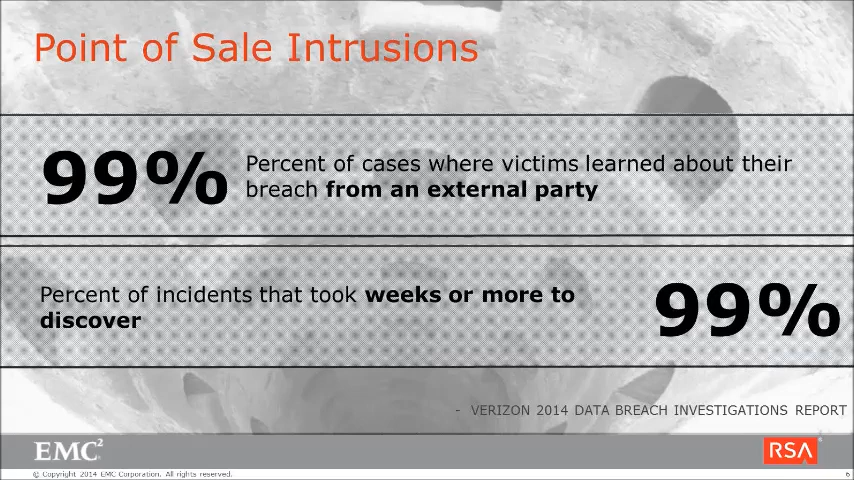 Point of Sale Intrusions
99%
Percent of cases where victims learned about their
breach from an external party
Percent of incidents that took weeks or more to
discover
99%
- VERIZON 2014 DATA BREACH INVESTIGATIONS REPORT
EMC²
RSA
© Copyright 2014 EMC Corporation. All rights reserved.
6